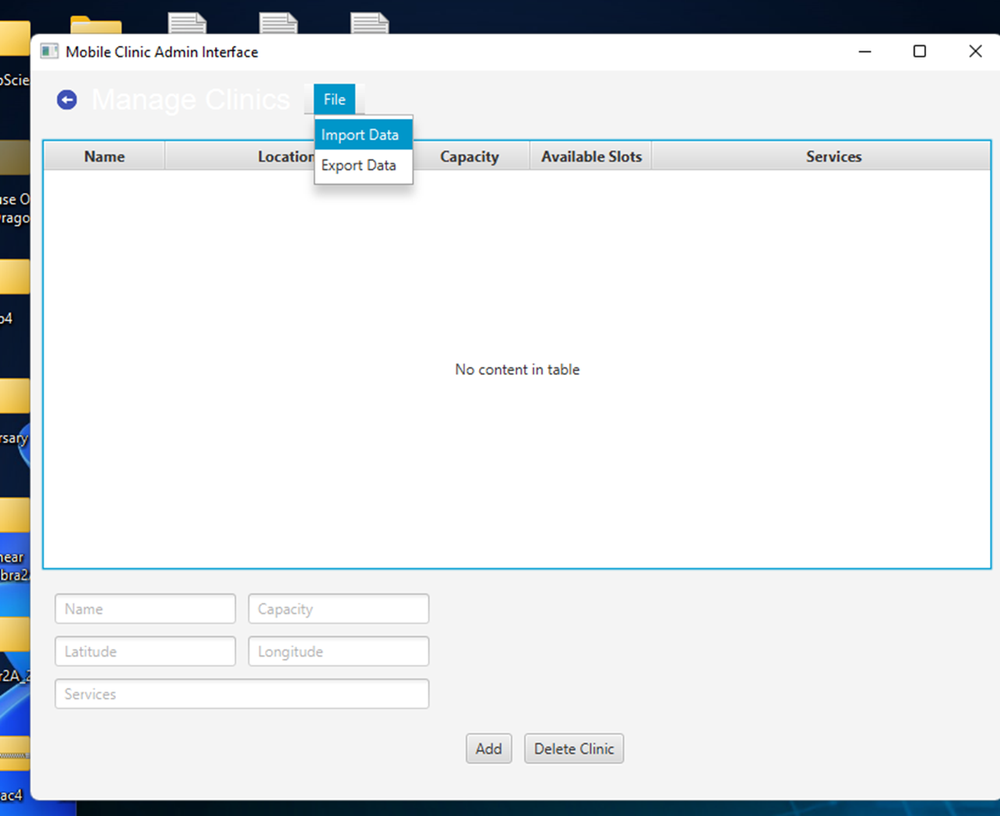 Mobile Clinic Admin Interface
Manage Clinics
File
Import Data
Export Data
Name Location Capacity Available Slots Services
No content in table
Name Capacity
Latitude Longitude
Services
Add Delete Clinic
oScie
use O
Drago
p4
rsary
near
bra2
r2A_2
ac4